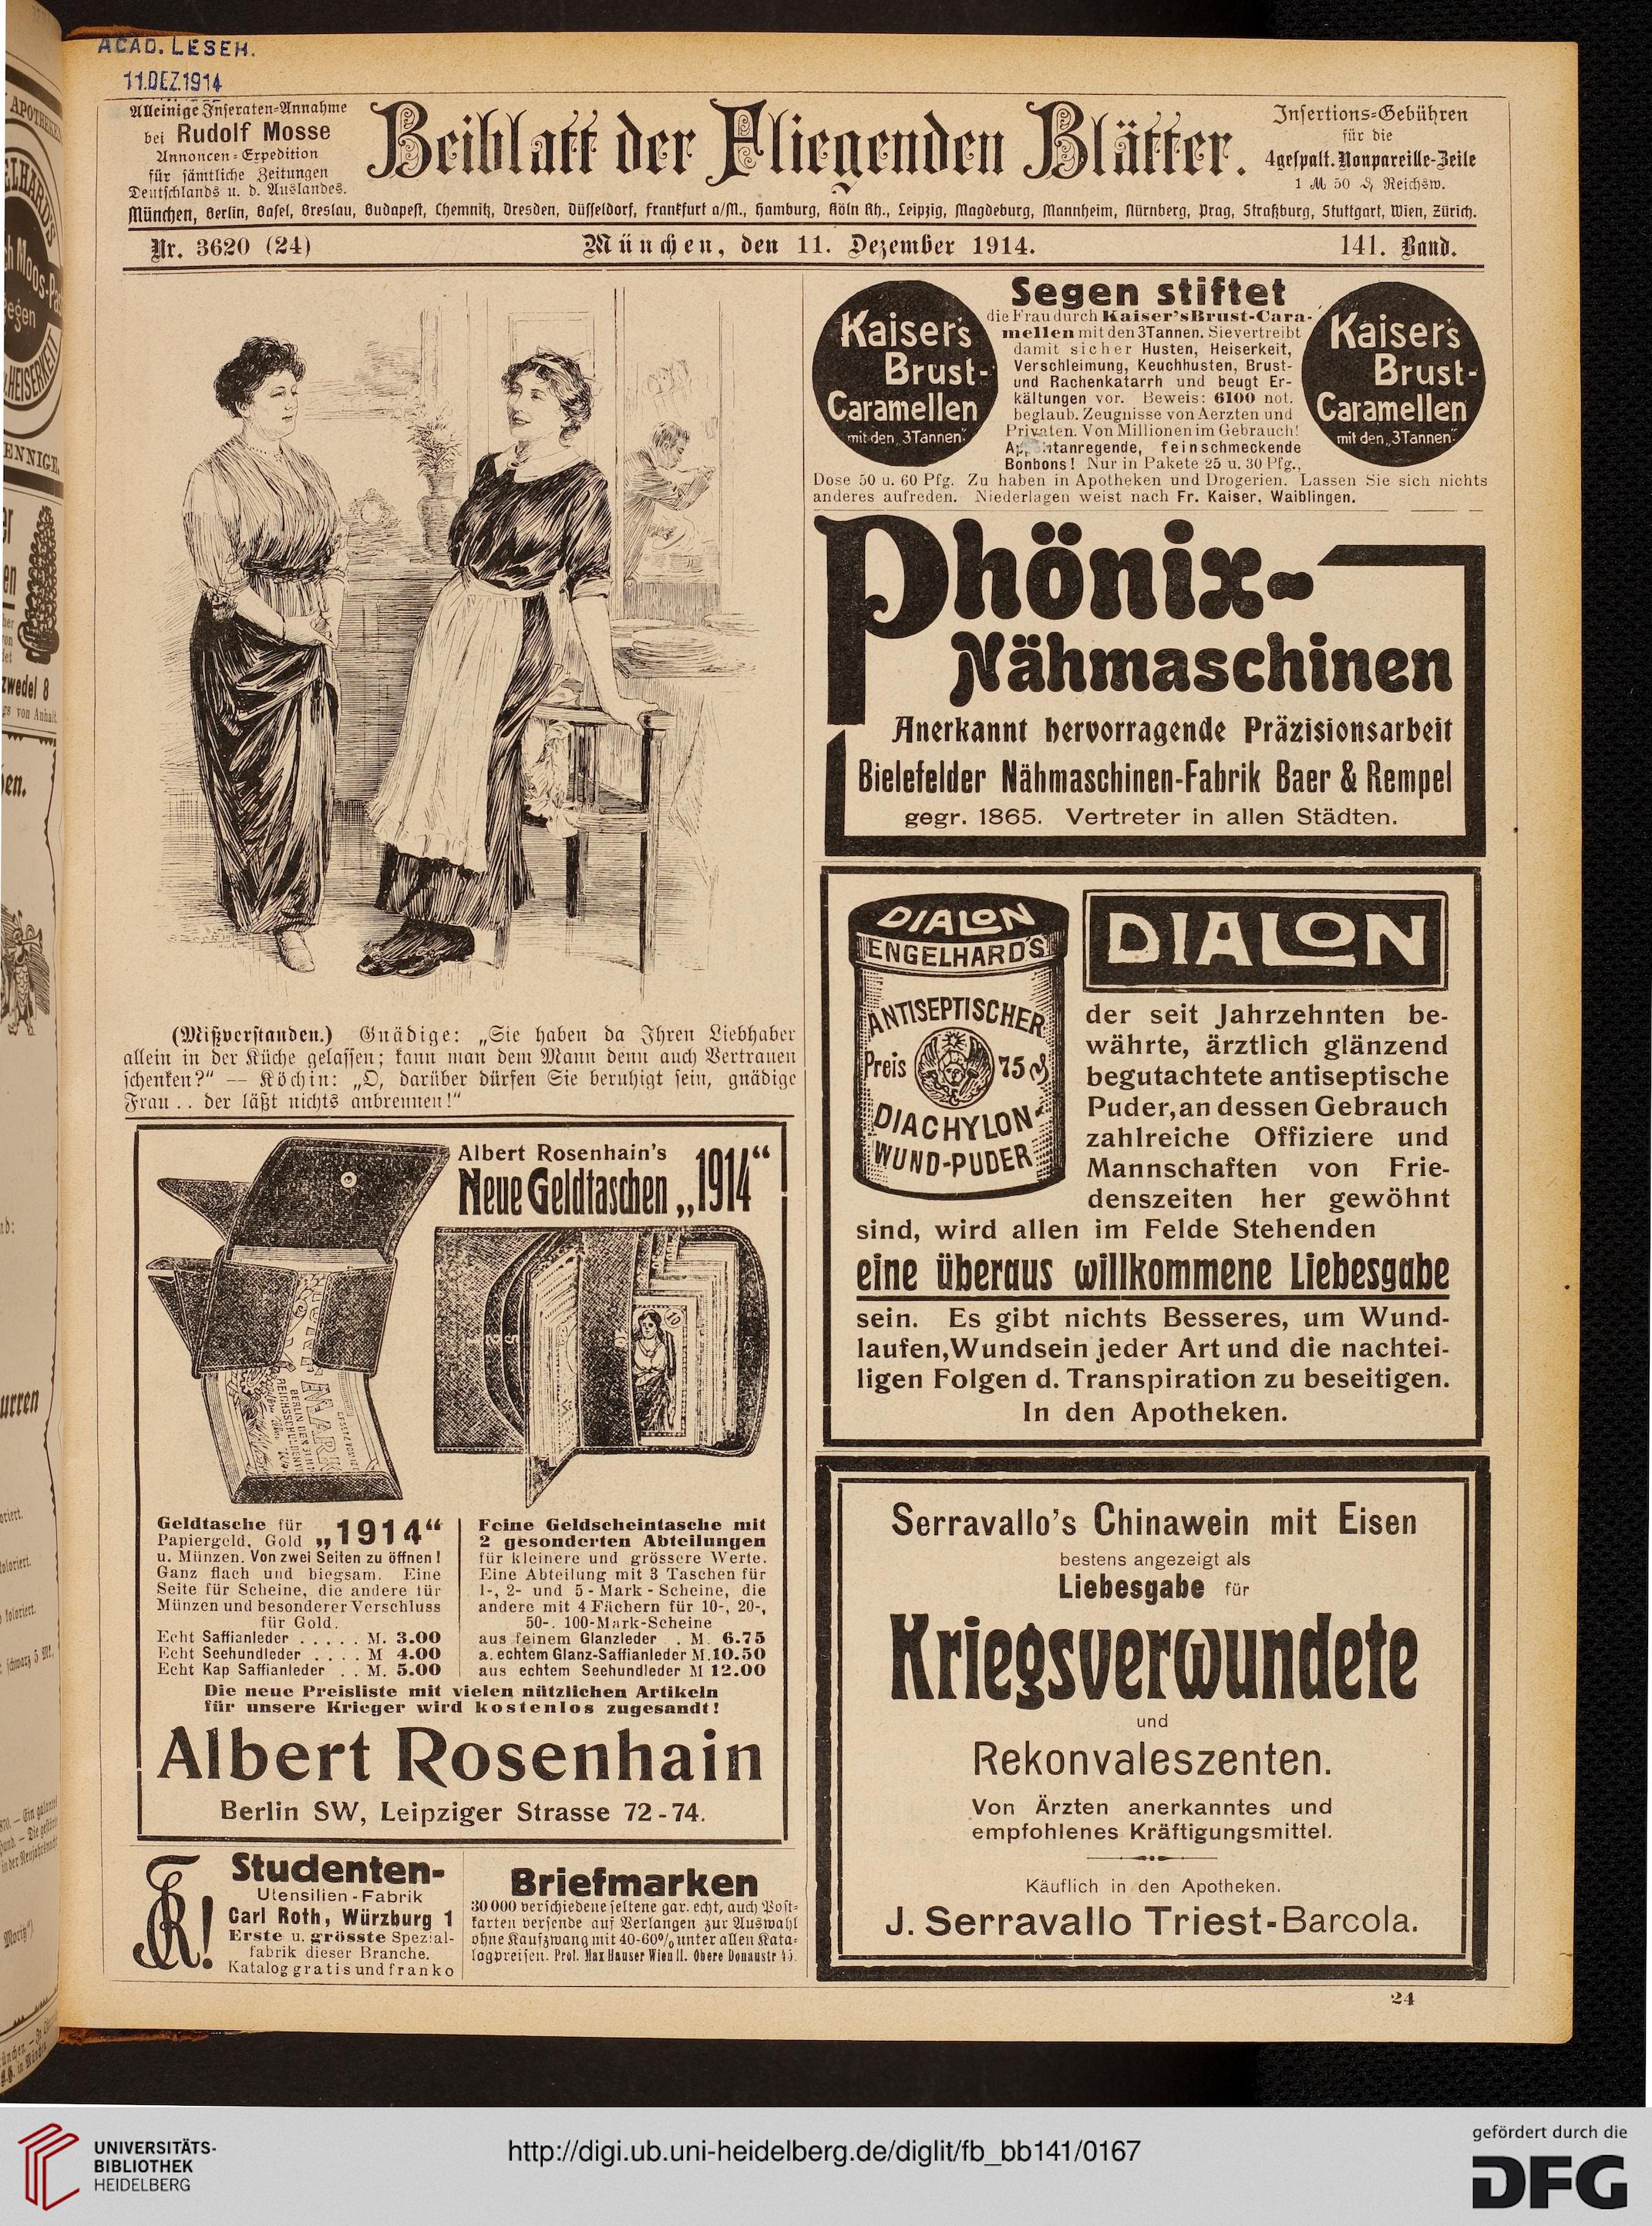 ACAD. LESEH.
11.DEZ.1914
Alleinige Inseraten-Annahme
bei Rudolf Mosse
Annoncen-Expedition
für sämtliche Zeitungen
Deutschlands u. d. Auslandes.
Beiblatt der Fliegenden Blätter.
Insertions-Gebühren
für die
4gespalt. Nonpareille-Zeile
1 M 50 ₰ Reichsw.
München, Berlin, Basel, Breslau, Budapest, Chemnitz, Dresden, Düsseldorf, Frankfurt a/M., Hamburg, Köln Rh., Leipzig, Magdeburg, Mannheim, Nürnberg, Prag, Straßburg, Stuttgart, Wien, Zürich.
Nr. 3620 (24)
München, den 11. Dezember 1914.
141. Band.
(Mißverstanden.) Gnädige: „Sie haben da Ihren Liebhaber
allein in der Küche gelassen; kann man dem Mann denn auch Vertrauen
schenken?“ — Köchin: „O, darüber dürfen Sie beruhigt sein, gnädige
Frau .. der läßt nichts anbrennen!“
Albert Rosenhain's
Neue Geldtaschen „1914“
Geldtasche für „1914“
Papiergeld, Gold
u. Münzen. Von zwei Seiten zu öffnen!
Ganz flach und biegsam. Eine
Seite für Scheine, die andere für
Münzen und besonderer Verschluss
für Gold.
Echt Saffianleder . . . . . M. 3.00
Echt Seehundleder . . . . M 4.00
Echt Kap Saffianleder . . M. 5.00
Feine Geldscheintasche mit
2 gesonderten Abteilungen
für kleinere und grössere Werte.
Eine Abteilung mit 3 Taschen für
1-, 2- und 5-Mark-Scheine, die
andere mit 4 Fächern für 10-, 20-,
50-. 100-Mark-Scheine
aus feinem Glanzleder . M. 6.75
a. echtem Glanz-Saffianleder M. 10.50
aus echtem Seehundleder M 12.00
Die neue Preisliste mit vielen nützlichen Artikeln
für unsere Krieger wird kostenlos zugesandt!
Albert Rosenhain
Berlin SW, Leipziger Strasse 72-74.
Studenten-
Utensilien-Fabrik
Carl Roth, Würzburg 1
Erste u. grösste Spezial-
fabrik dieser Branche.
Katalog gratis und franko
Briefmarken
30 000 verschiedene seltene gar. echt, auch Post-
karten versende auf Verlangen zur Auswahl
ohne Kaufzwang mit 40-60% unter allen Kata-
logpreisen. Prof. Max Hauser Wien II. Obere Donaustr 45.
Kaiser's
Brust-
Caramellen
mit den „3Tannen“
Segen stiftet
die Frau durch Kaiser's Brust-Cara-
mellen mit den 3 Tannen. Sie vertreibt
damit sicher Husten, Heiserkeit,
Verschleimung, Keuchhusten, Brust-
und Rachenkatarrh und beugt Er-
kältungen vor. Beweis: 6100 not.
beglaub. Zeugnisse von Aerzten und
Privaten. Von Millionen im Gebrauch!
Appetitanregende, feinschmeckende
Bonbons! Nur in Pakete 25 u. 30 Pfg.,
Dose 50 u. 60 Pfg. Zu haben in Apotheken und Drogerien. Lassen Sie sich nichts
anderes aufreden. Niederlagen weist nach Fr. Kaiser, Waiblingen.
Kaiser's
Brust-
Caramellen
mit den „3Tannen“
Phönix-
Nähmaschinen
Anerkannt hervorragende Präzisionsarbeit
Bielefelder Nähmaschinen-Fabrik Baer & Rempel
gegr. 1865. Vertreter in allen Städten.
DIALON
ENGELHARD'S
ANTISEPTISCHER
Preis 75 ₰
DIACHYLON-
WUND-PUDER
DIALON
der seit Jahrzehnten be-
währte, ärztlich glänzend
begutachtete antiseptische
Puder, an dessen Gebrauch
zahlreiche Offiziere und
Mannschaften von Frie-
denszeiten her gewöhnt
sind, wird allen im Felde Stehenden
eine überaus willkommene Liebesgabe
sein. Es gibt nichts Besseres, um Wund-
laufen, Wundsein jeder Art und die nachtei-
ligen Folgen d. Transpiration zu beseitigen.
In den Apotheken.
Serravallo's Chinawein mit Eisen
bestens angezeigt als
Liebesgabe für
Kriegsverwundete
und
Rekonvaleszenten.
Von Ärzten anerkanntes und
empfohlenes Kräftigungsmittel.
Käuflich in den Apotheken.
J. Serravallo Triest-Barcola.
24
UNIVERSITÄTS-
BIBLIOTHEK
HEIDELBERG
http://digi.ub.uni-heidelberg.de/diglit/fb_bb141/0167
gefördert durch die
DFG